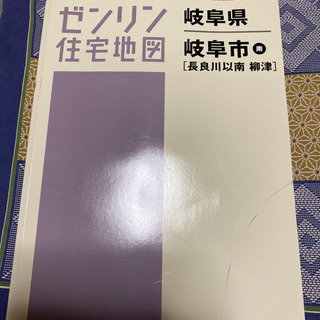 ゼンリン
住宅地図
岐阜県
岐阜市 南
[長良川以南 柳津]